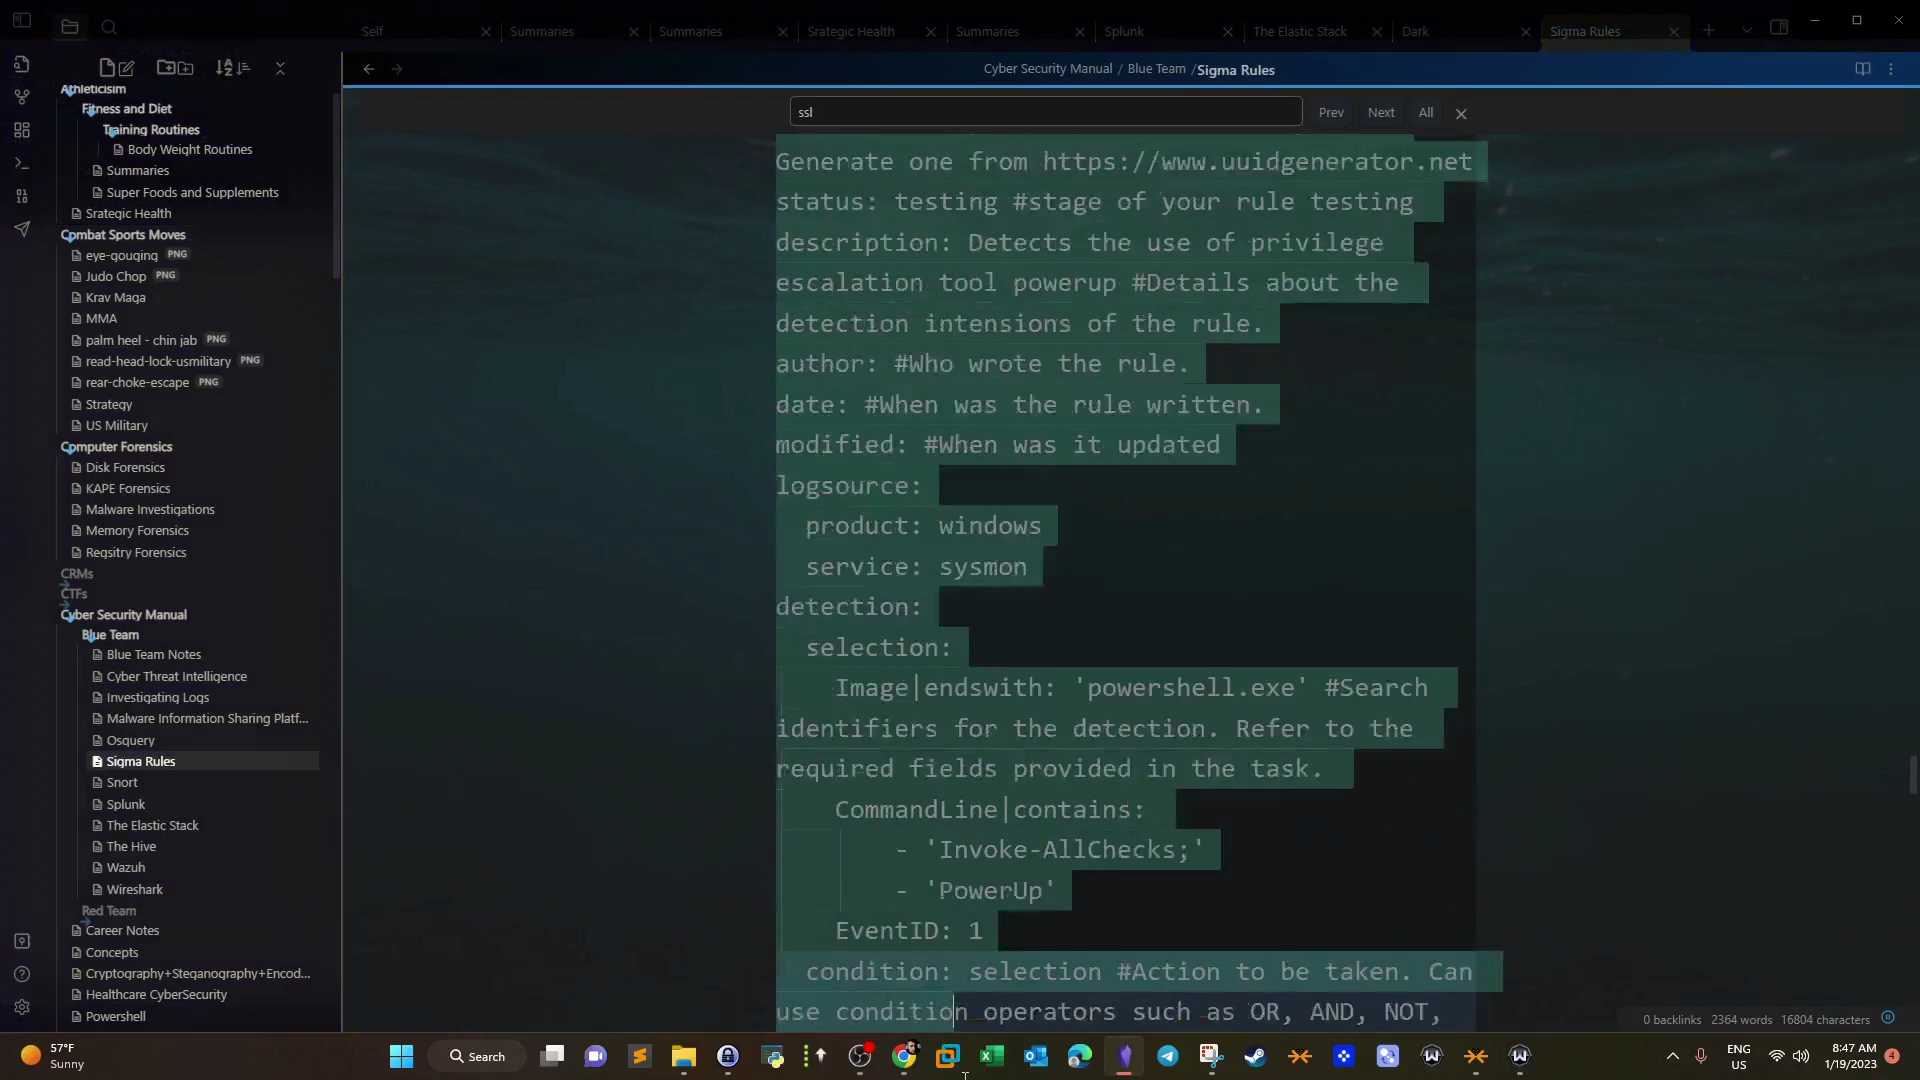 Self
Summaries
Summaries
Srategic Health
Summaries
Splunk
The Elastic Stack
Dark
Sigma Rules
Cyber Security Manual / Blue Team / Sigma Rules
ssl
Prev
Next
All
Athleticisim
Fitness and Diet
Training Routines
Body Weight Routines
Summaries
Super Foods and Supplements
Srategic Health
Combat Sports Moves
eye-gouging PNG
Judo Chop PNG
Krav Maga
MMA
palm heel - chin jab PNG
read-head-lock-usmilitary PNG
rear-choke-escape PNG
Strategy
US Military
Computer Forensics
Disk Forensics
KAPE Forensics
Malware Investigations
Memory Forensics
Regsitry Forensics
CRMs
CTFs
Cyber Security Manual
Blue Team
Blue Team Notes
Cyber Threat Intelligence
Investigating Logs
Malware Information Sharing Platf...
Osquery
Sigma Rules
Snort
Splunk
The Elastic Stack
The Hive
Wazuh
Wireshark
Red Team
Career Notes
Concepts
Cryptography+Steganography+Encod...
Healthcare CyberSecurity
Powershell
Generate one from https://www.uuidgenerator.net
status: testing #stage of your rule testing
description: Detects the use of privilege
escalation tool powerup #Details about the
detection intensions of the rule.
author: #Who wrote the rule.
date: #When was the rule written.
modified: #When was it updated
logsource:
product: windows
service: sysmon
detection:
selection:
Image|endswith: 'powershell.exe' #Search
identifiers for the detection. Refer to the
required fields provided in the task.
CommandLine|contains:
- 'Invoke-AllChecks;'
- 'PowerUp'
EventID: 1
condition: selection #Action to be taken. Can
use condition operators such as OR, AND, NOT,
0 backlinks 2364 words 16804 characters
57°F
Sunny
Search
ENG
US
8:47 AM
1/19/2023
4